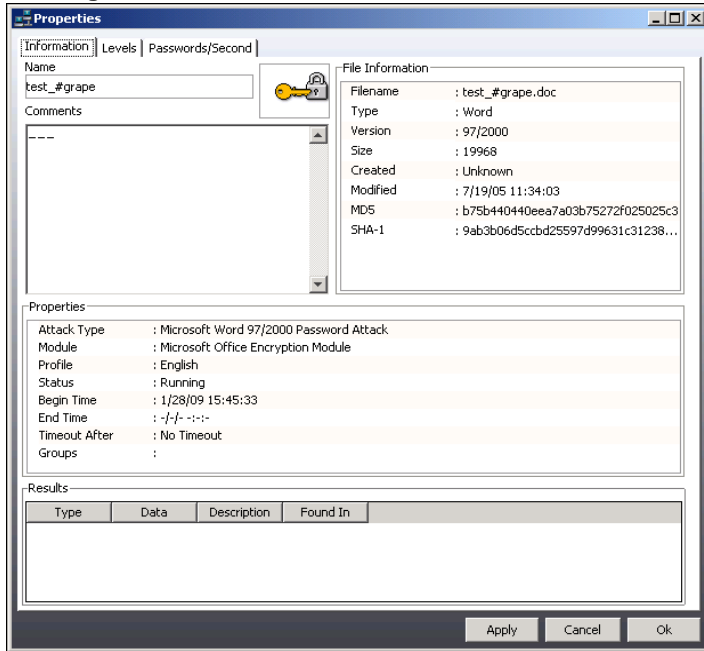 Properties
Information Levels Passwords/Second
Name
test_#grape
Comments
---
File Information
Filename : test_#grape.doc
Type : Word
Version : 97/2000
Size : 19968
Created : Unknown
Modified : 7/19/05 11:34:03
MD5 : b75b440440eea7a03b75272f025025c3
SHA-1 : 9ab3b06d5ccbd25597d99631c31238...
Properties
Attack Type : Microsoft Word 97/2000 Password Attack
Module : Microsoft Office Encryption Module
Profile : English
Status : Running
Begin Time : 1/28/09 15:45:33
End Time : -/-/- -:-:-
Timeout After : No Timeout
Groups :
Results
Type Data Description Found In
Apply Cancel Ok